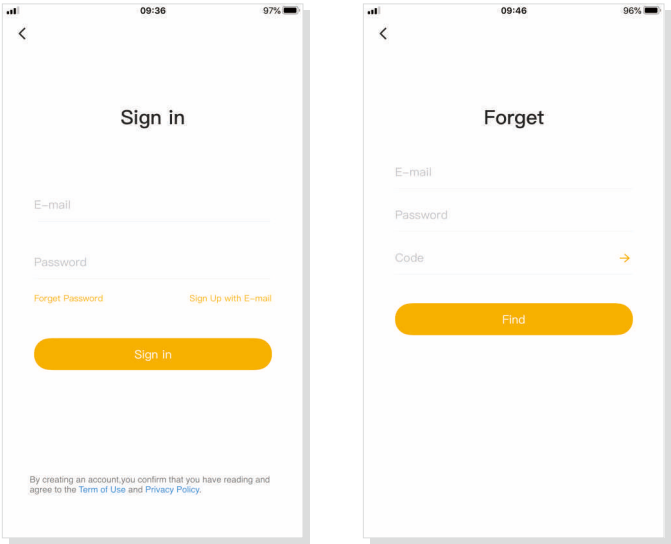 09:36
97%
Sign in
E-mail
Password
Forget Password
Sign Up with E-mail
Sign in
By creating an account,you confirm that you have reading and
agree to the Term of Use and Privacy Policy.
09:46
96%
Forget
E-mail
Password
Code
Find